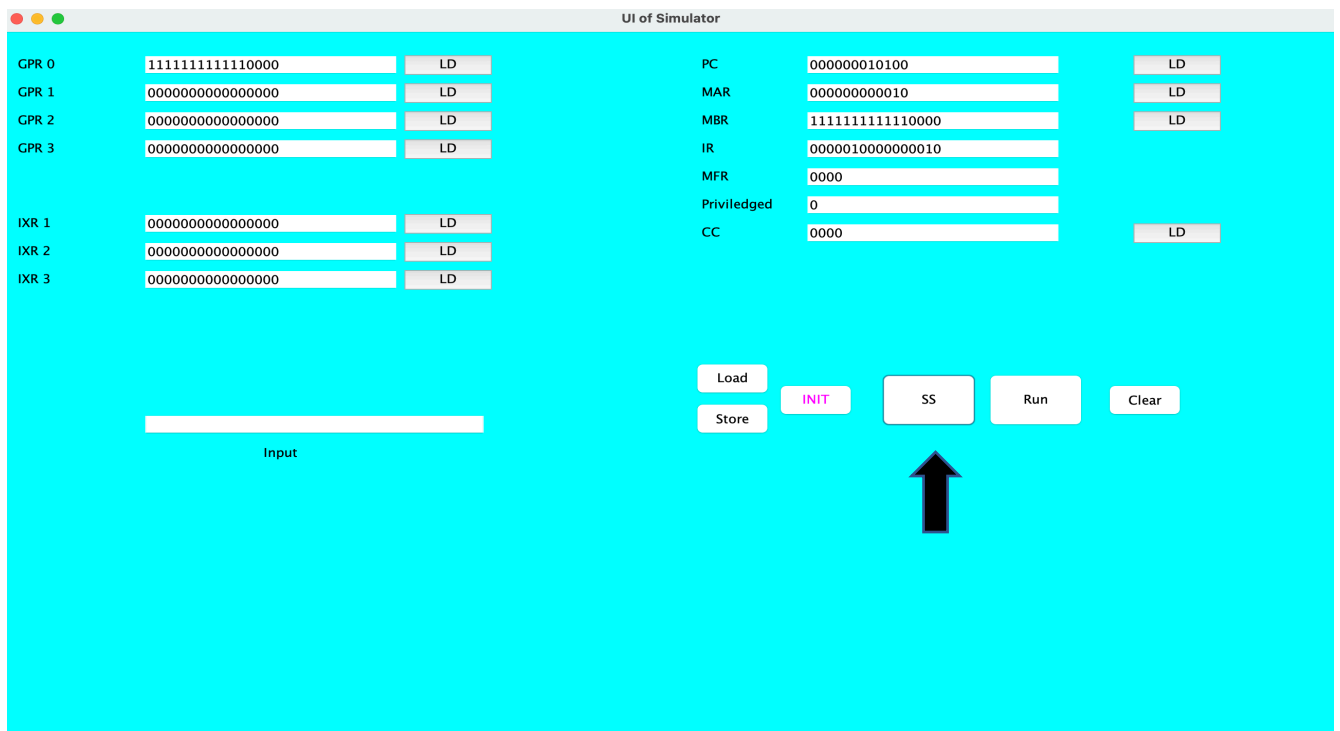 UI of Simulator
GPR 0 1111111111110000 LD
GPR 1 0000000000000000 LD
GPR 2 0000000000000000 LD
GPR 3 0000000000000000 LD
IXR 1 0000000000000000 LD
IXR 2 0000000000000000 LD
IXR 3 0000000000000000 LD
Input
PC 000000010100 LD
MAR 000000000010 LD
MBR 1111111111110000 LD
IR 0000010000000010
MFR 0000
Priviledged 0
CC 0000 LD
Load
Store
INIT
SS
Run
Clear